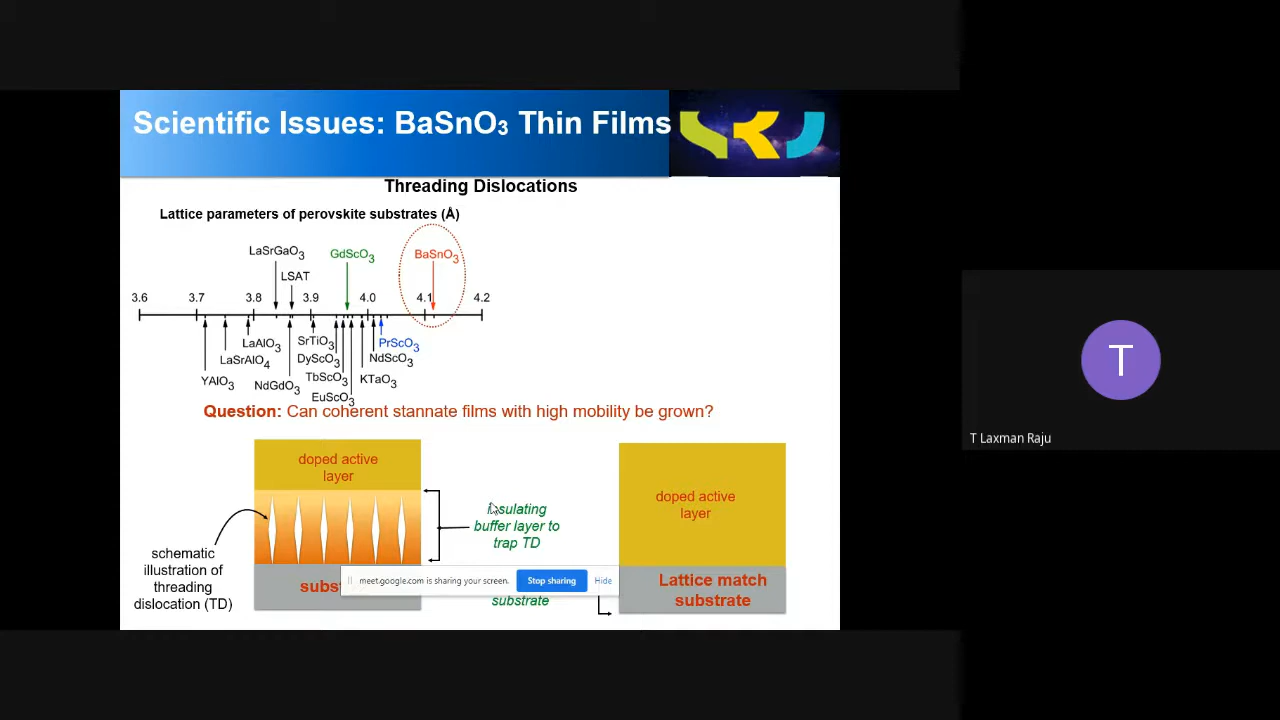 Scientific Issues: BaSnO3 Thin Films
SRJ
Threading Dislocations
Lattice parameters of perovskite substrates (Å)
LaSrGaO3
GdScO3
BaSnO3
LSAT
3.6 3.7 3.8 3.9 4.0 4.1 4.2
LaAlO3
SrTiO3
PrScO3
LaSrAlO4
DyScO3
NdScO3
YAlO3
NdGdO3
TbScO3
KTaO3
EuScO3
Question: Can coherent stannate films with high mobility be grown?
doped active
layer
insulating
buffer layer to
trap TD
schematic
illustration of
threading
dislocation (TD)
doped active
layer
meet.google.com is sharing your screen.
Stop sharing
Hide
substrate
Lattice match
substrate
T
T Laxman Raju